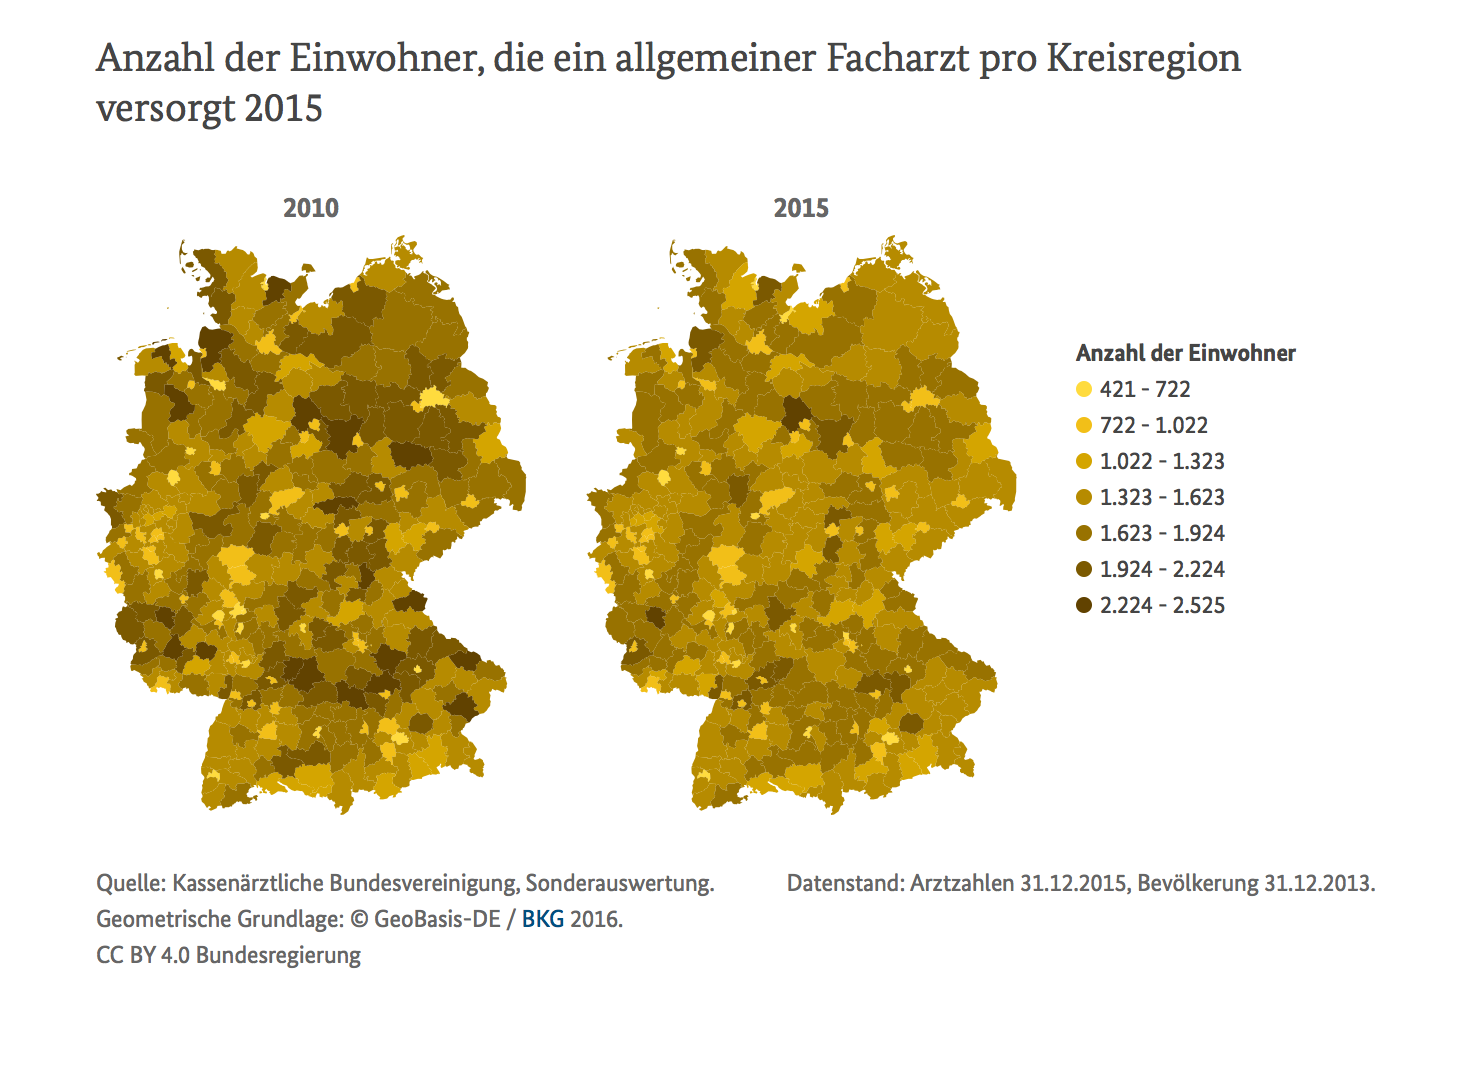 Anzahl der Einwohner, die ein allgemeiner Facharzt pro Kreisregion
versorgt 2015
2010
2015
Anzahl der Einwohner
421 - 722
722 - 1.022
1.022 - 1.323
1.323 - 1.623
1.623 - 1.924
1.924 - 2.224
2.224 - 2.525
Quelle: Kassenärztliche Bundesvereinigung, Sonderauswertung.
Geometrische Grundlage: © GeoBasis-DE / BKG 2016.
CC BY 4.0 Bundesregierung
Datenstand: Arztzahlen 31.12.2015, Bevölkerung 31.12.2013.